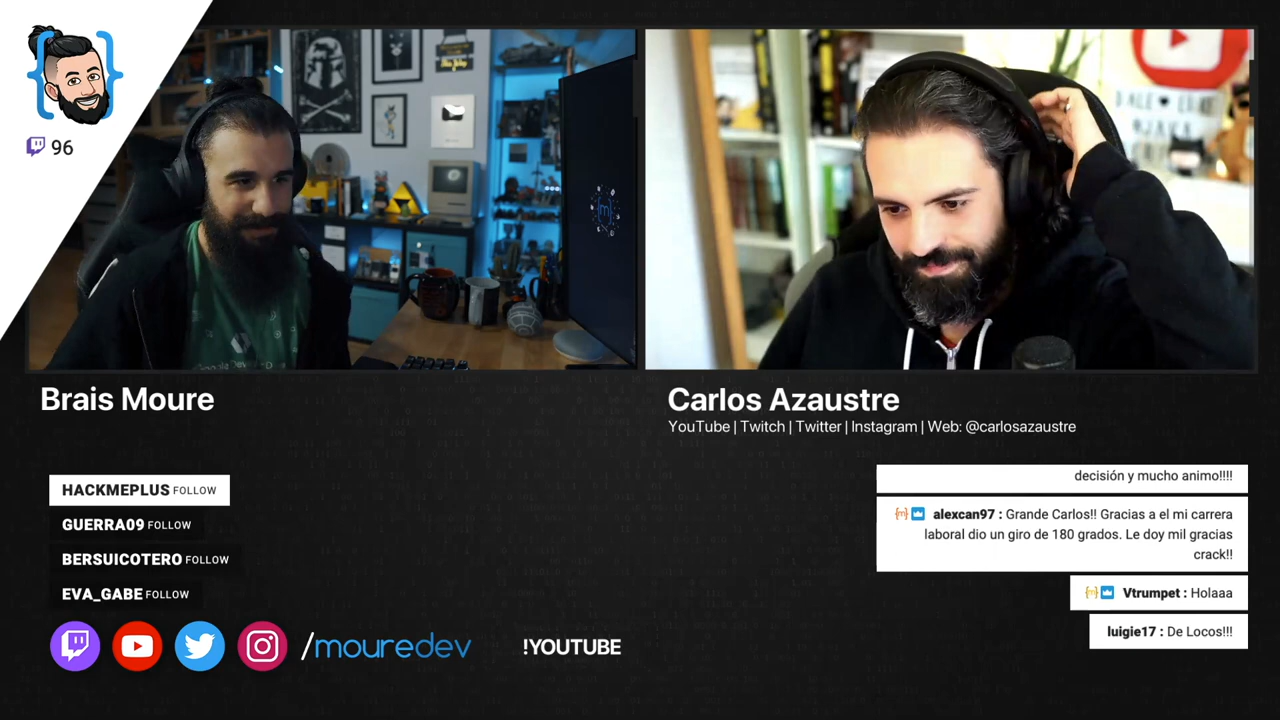 96
Brais Moure
Carlos Azaustre
YouTube | Twitch | Twitter | Instagram | Web: @carlosazaustre
HACKMEPLUS FOLLOW
GUERRA09 FOLLOW
BERSUICOTERO FOLLOW
EVA_GABE FOLLOW
/mouredev
!YOUTUBE
decisión y mucho animo!!!!
{m} alexcan97 : Grande Carlos!! Gracias a el mi carrera
laboral dio un giro de 180 grados. Le doy mil gracias
crack!!
{m} Vtrumpet : Holaaa
luigie17 : De Locos!!!